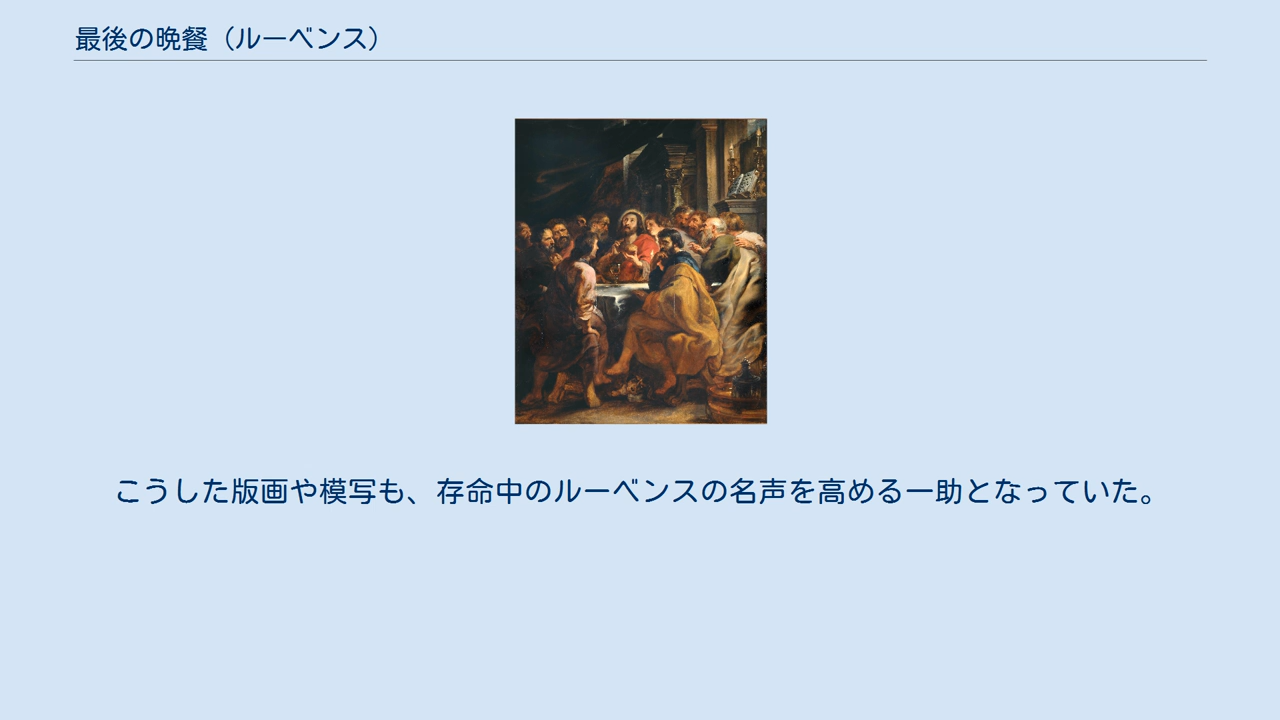 最後の晩餐（ルーベンス）
こうした版画や模写も、存命中のルーベンスの名声を高める一助となっていた。